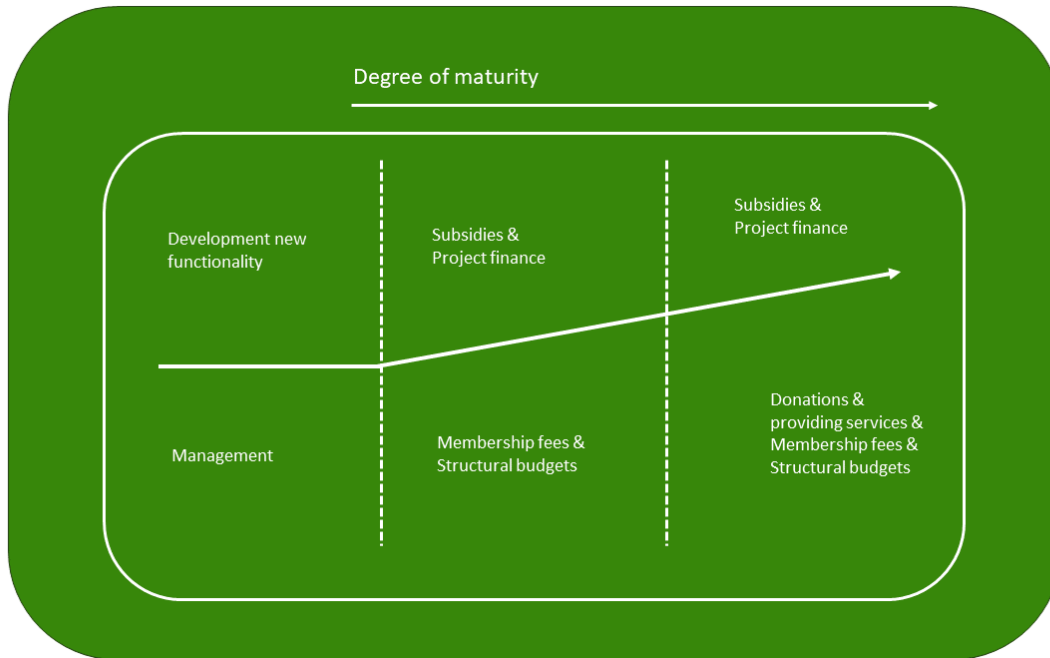 Degree of maturity
Development new
functionality
Subsidies &
Project finance
Subsidies &
Project finance
Management
Membership fees &
Structural budgets
Donations &
providing services &
Membership fees &
Structural budgets